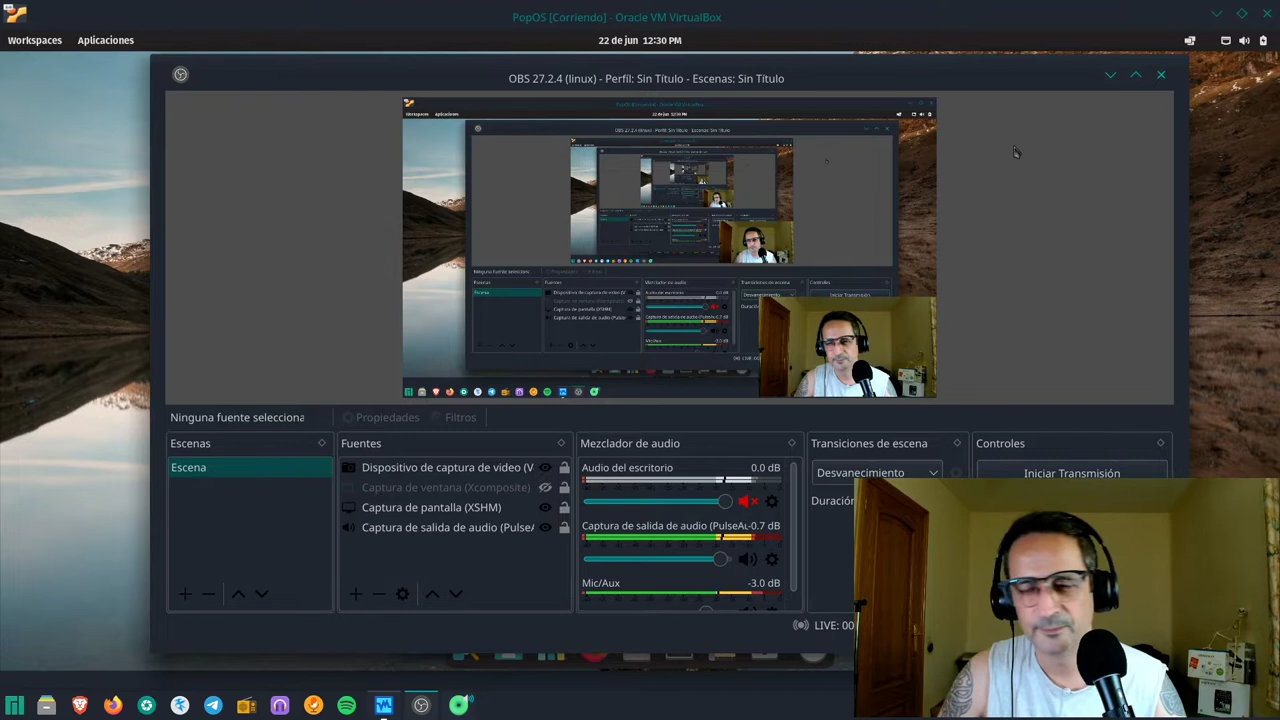 PopOS [Corriendo] - Oracle VM VirtualBox
Workspaces Aplicaciones 22 de jun 12:30 PM
OBS 27.2.4 (linux) - Perfil: Sin Título - Escenas: Sin Título
Ninguna fuente selecciona Propiedades Filtros
Escenas Fuentes Mezclador de audio Transiciones de escena Controles
Escena
Dispositivo de captura de video (V
Captura de ventana (Xcomposite)
Captura de pantalla (XSHM)
Captura de salida de audio (PulseA
Audio del escritorio 0.0 dB
Captura de salida de audio (PulseAu -0.7 dB
Mic/Aux -3.0 dB
Desvanecimiento
Duración
Iniciar Transmisión
LIVE: 00